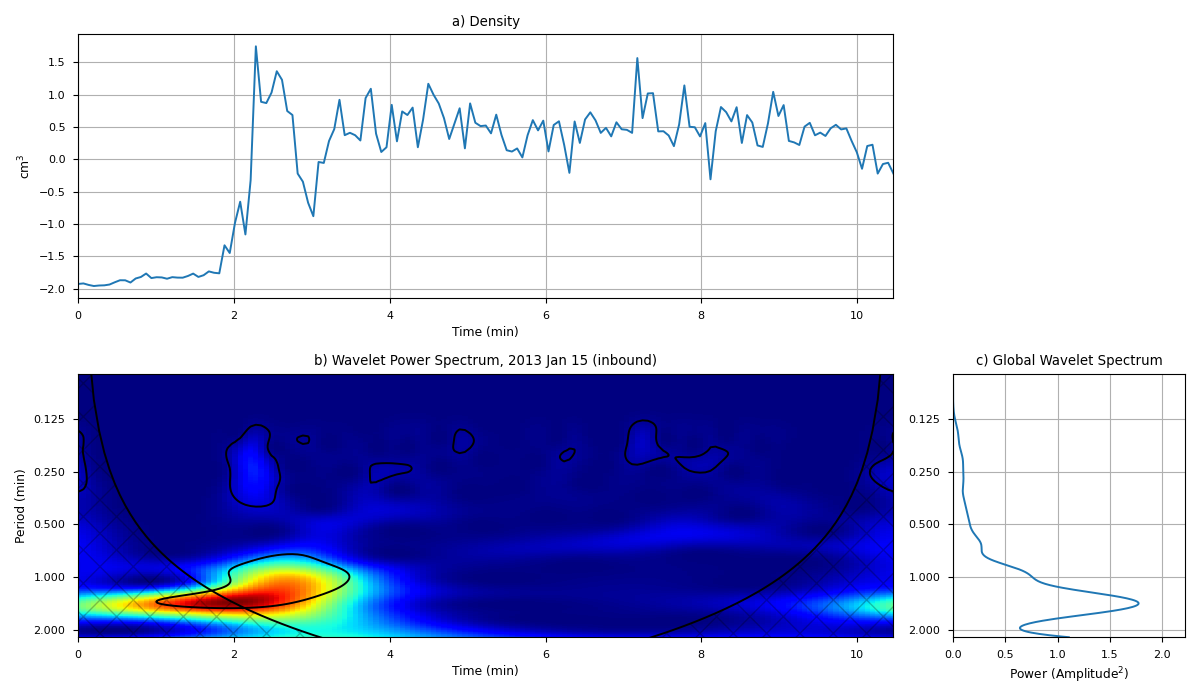 a) Density
cm³
1.5
1.0
0.5
0.0
−0.5
−1.0
−1.5
−2.0
0 2 4 6 8 10
Time (min)
b) Wavelet Power Spectrum, 2013 Jan 15 (inbound)
Period (min)
0.125
0.250
0.500
1.000
2.000
0 2 4 6 8 10
Time (min)
c) Global Wavelet Spectrum
0.125
0.250
0.500
1.000
2.000
0.0 0.5 1.0 1.5 2.0
Power (Amplitude²)